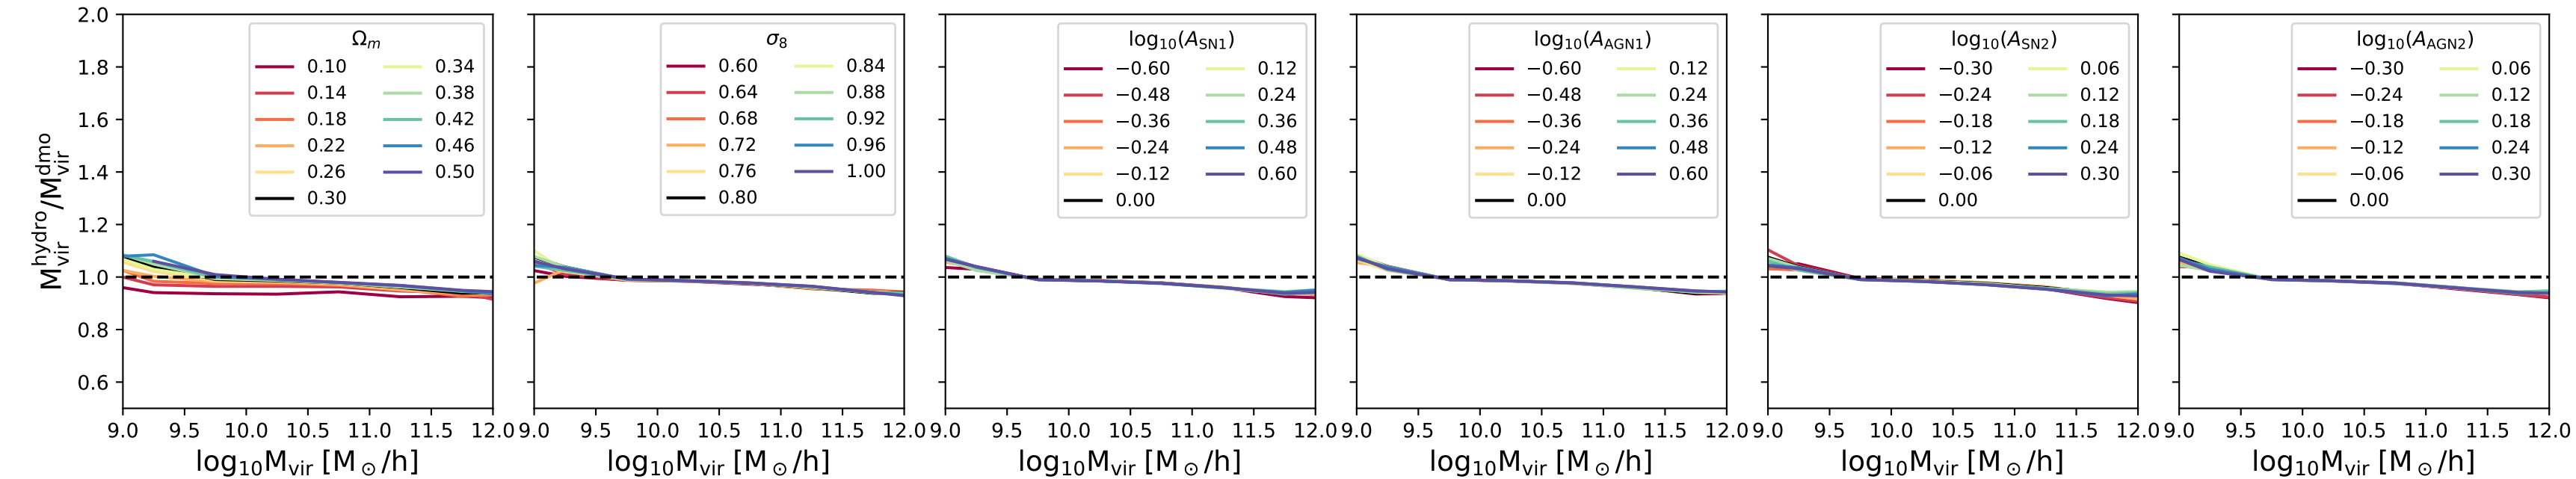 M_vir^hydro/M_vir^dmo
2.0
1.8
1.6
1.4
1.2
1.0
0.8
0.6
Ω_m
0.10 0.34
0.14 0.38
0.18 0.42
0.22 0.46
0.26 0.50
0.30
9.0 9.5 10.0 10.5 11.0 11.5 12.0
log₁₀M_vir [M_⊙/h]
σ₈
0.60 0.84
0.64 0.88
0.68 0.92
0.72 0.96
0.76 1.00
0.80
9.0 9.5 10.0 10.5 11.0 11.5 12.0
log₁₀M_vir [M_⊙/h]
log₁₀(A_SN1)
−0.60 0.12
−0.48 0.24
−0.36 0.36
−0.24 0.48
−0.12 0.60
0.00
9.0 9.5 10.0 10.5 11.0 11.5 12.0
log₁₀M_vir [M_⊙/h]
log₁₀(A_AGN1)
−0.60 0.12
−0.48 0.24
−0.36 0.36
−0.24 0.48
−0.12 0.60
0.00
9.0 9.5 10.0 10.5 11.0 11.5 12.0
log₁₀M_vir [M_⊙/h]
log₁₀(A_SN2)
−0.30 0.06
−0.24 0.12
−0.18 0.18
−0.12 0.24
−0.06 0.30
0.00
9.0 9.5 10.0 10.5 11.0 11.5 12.0
log₁₀M_vir [M_⊙/h]
log₁₀(A_AGN2)
−0.30 0.06
−0.24 0.12
−0.18 0.18
−0.12 0.24
−0.06 0.30
0.00
9.0 9.5 10.0 10.5 11.0 11.5 12.0
log₁₀M_vir [M_⊙/h]